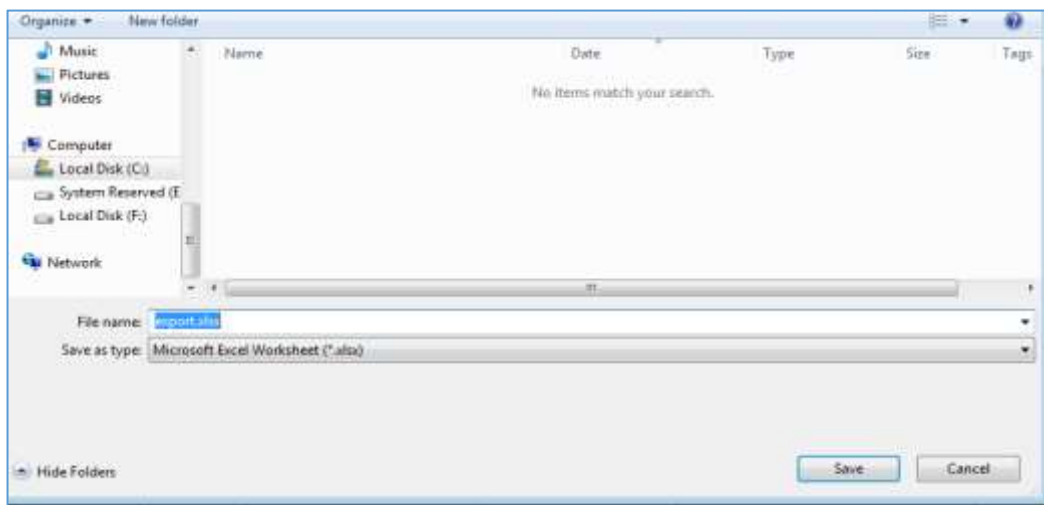 Organize New folder
Name Date Type Size Tags
No items match your search.
Music
Pictures
Videos
Computer
Local Disk (C:)
System Reserved (E
Local Disk (F:)
Network
File name: export.xlsx
Save as type: Microsoft Excel Worksheet (*.xlsx)
Hide Folders Save Cancel